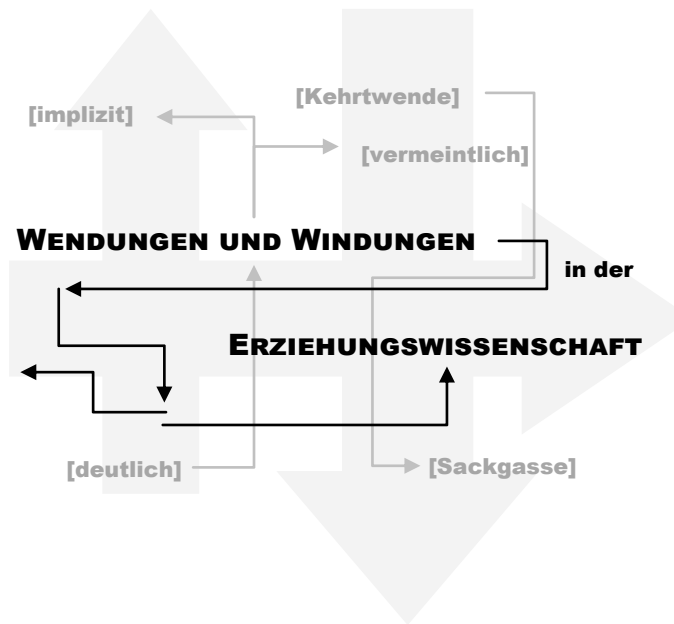 [Kehrtwende]
[implizit]
[vermeintlich]
WENDUNGEN UND WINDUNGEN
in der
ERZIEHUNGSWISSENSCHAFT
[deutlich]
[Sackgasse]